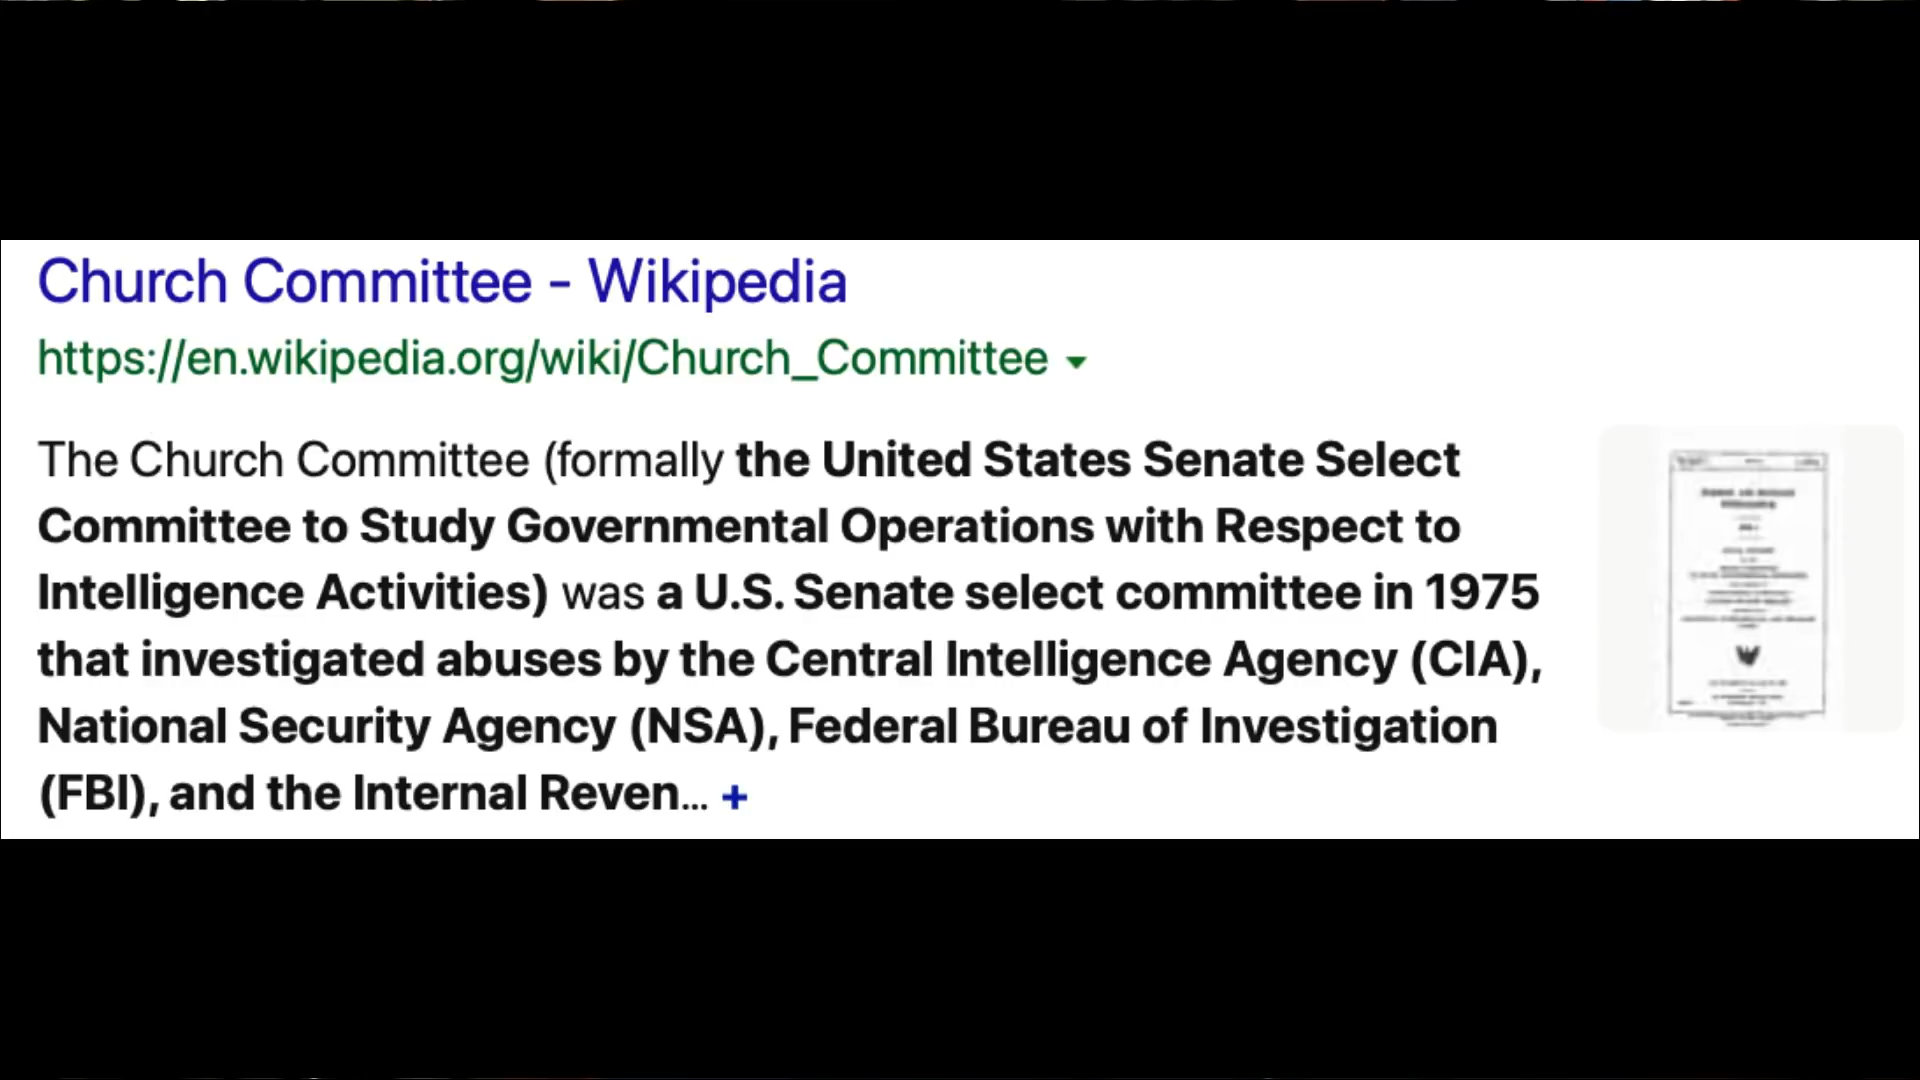 Church Committee - Wikipedia
https://en.wikipedia.org/wiki/Church_Committee
The Church Committee (formally the United States Senate Select
Committee to Study Governmental Operations with Respect to
Intelligence Activities) was a U.S. Senate select committee in 1975
that investigated abuses by the Central Intelligence Agency (CIA),
National Security Agency (NSA), Federal Bureau of Investigation
(FBI), and the Internal Reven... +